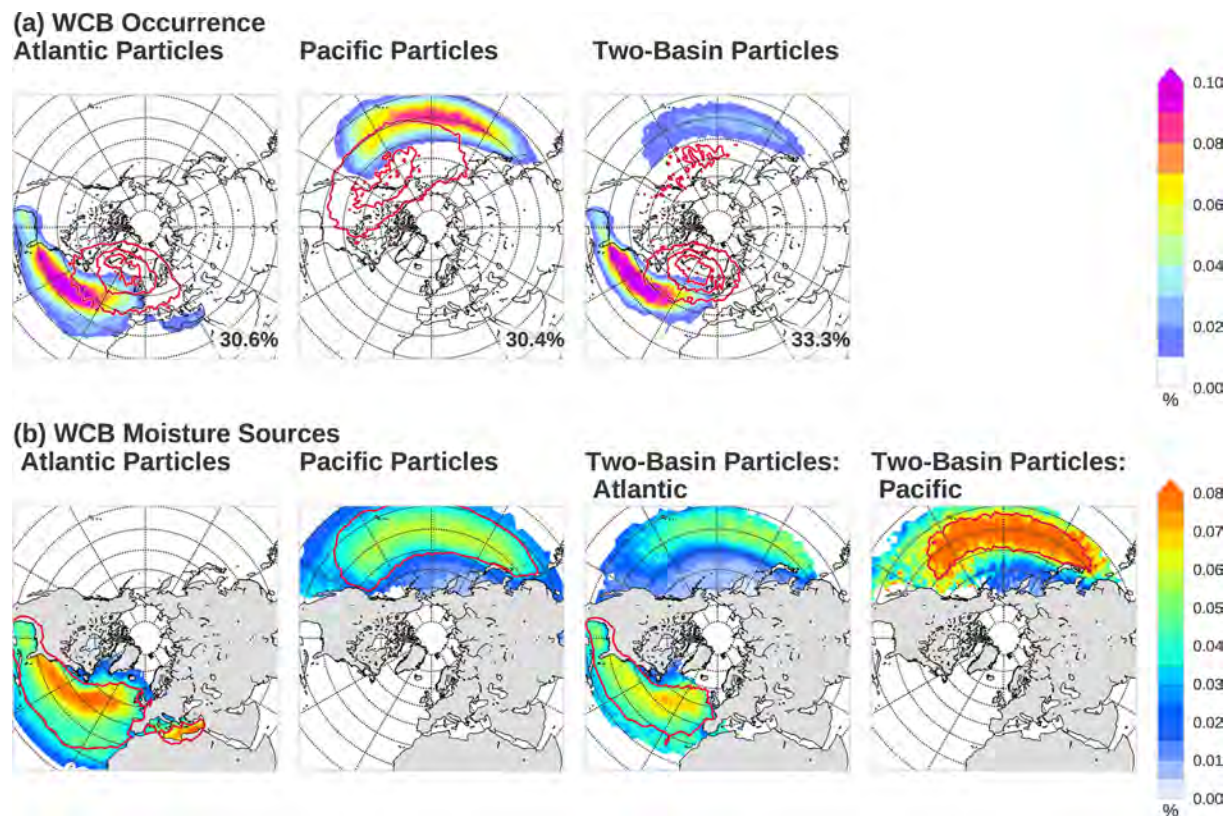 (a) WCB Occurrence
Atlantic Particles Pacific Particles Two-Basin Particles
0.10
0.08
0.06
0.04
0.02
0.00
%
30.6% 30.4% 33.3%
(b) WCB Moisture Sources
Atlantic Particles Pacific Particles Two-Basin Particles: Two-Basin Particles:
Atlantic Pacific
0.08
0.07
0.06
0.05
0.04
0.03
0.02
0.01
0.00
%